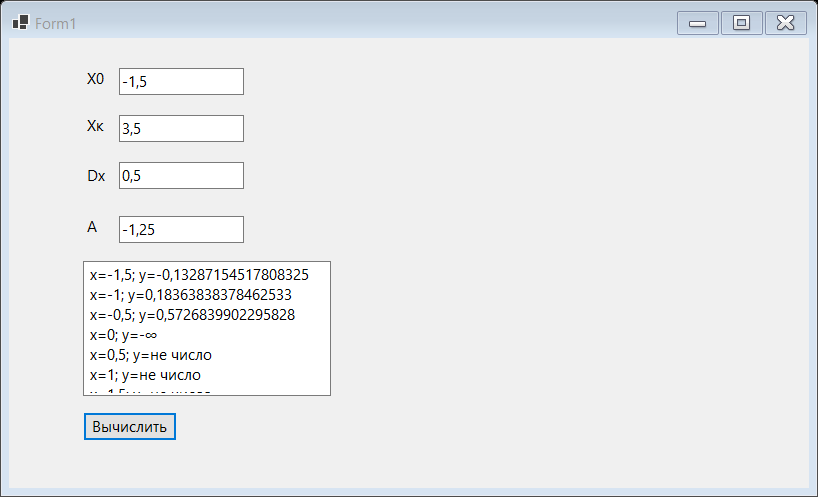 Form1
X0 -1,5
Xк 3,5
Dx 0,5
A -1,25
x=-1,5; y=-0,13287154517808325
x=-1; y=0,18363838378462533
x=-0,5; y=0,5726839902295828
x=0; y=-∞
x=0,5; y=не число
x=1; y=не число
Вычислить